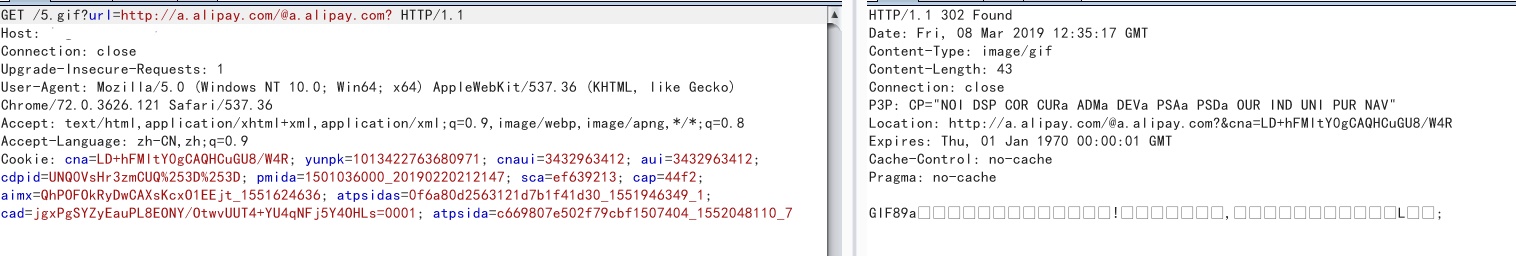 GET /5.gif?url=http://a.alipay.com/@a.alipay.com? HTTP/1.1
Host:
Connection: close
Upgrade-Insecure-Requests: 1
User-Agent: Mozilla/5.0 (Windows NT 10.0; Win64; x64) AppleWebKit/537.36 (KHTML, like Gecko)
Chrome/72.0.3626.121 Safari/537.36
Accept: text/html,application/xhtml+xml,application/xml;q=0.9,image/webp,image/apng,*/*;q=0.8
Accept-Language: zh-CN,zh;q=0.9
Cookie: cna=LD+hFMltY0gCAQHCuGU8/W4R; yunpk=1013422763680971; cnaui=3432963412; aui=3432963412;
cdpid=UNQ0VsHr3zmCUQ%253D%253D; pmida=1501036000_20190220212147; sca=ef639213; cap=44f2;
aimx=QhPOFOkRyDwCAXsKcxO1EEjt_1551624636; atpsidas=0f6a80d2563121d7b1f41d30_1551946349_1;
cad=jgxPgSYZyEauPL8EONY/OtwvUUT4+YU4qNFj5Y4OHLs=0001; atpsida=c669807e502f79cbf1507404_1552048110_7
HTTP/1.1 302 Found
Date: Fri, 08 Mar 2019 12:35:17 GMT
Content-Type: image/gif
Content-Length: 43
Connection: close
P3P: CP="NOI DSP COR CURa ADMa DEVa PSAa PSDa OUR IND UNI PUR NAV"
Location: http://a.alipay.com/@a.alipay.com?&cna=LD+hFMltY0gCAQHCuGU8/W4R
Expires: Thu, 01 Jan 1970 00:00:01 GMT
Cache-Control: no-cache
Pragma: no-cache
GIF89a□□□□□□□□□□□□□□□!□□□□□□□□,□□□□□□□□□□□□□L□□;